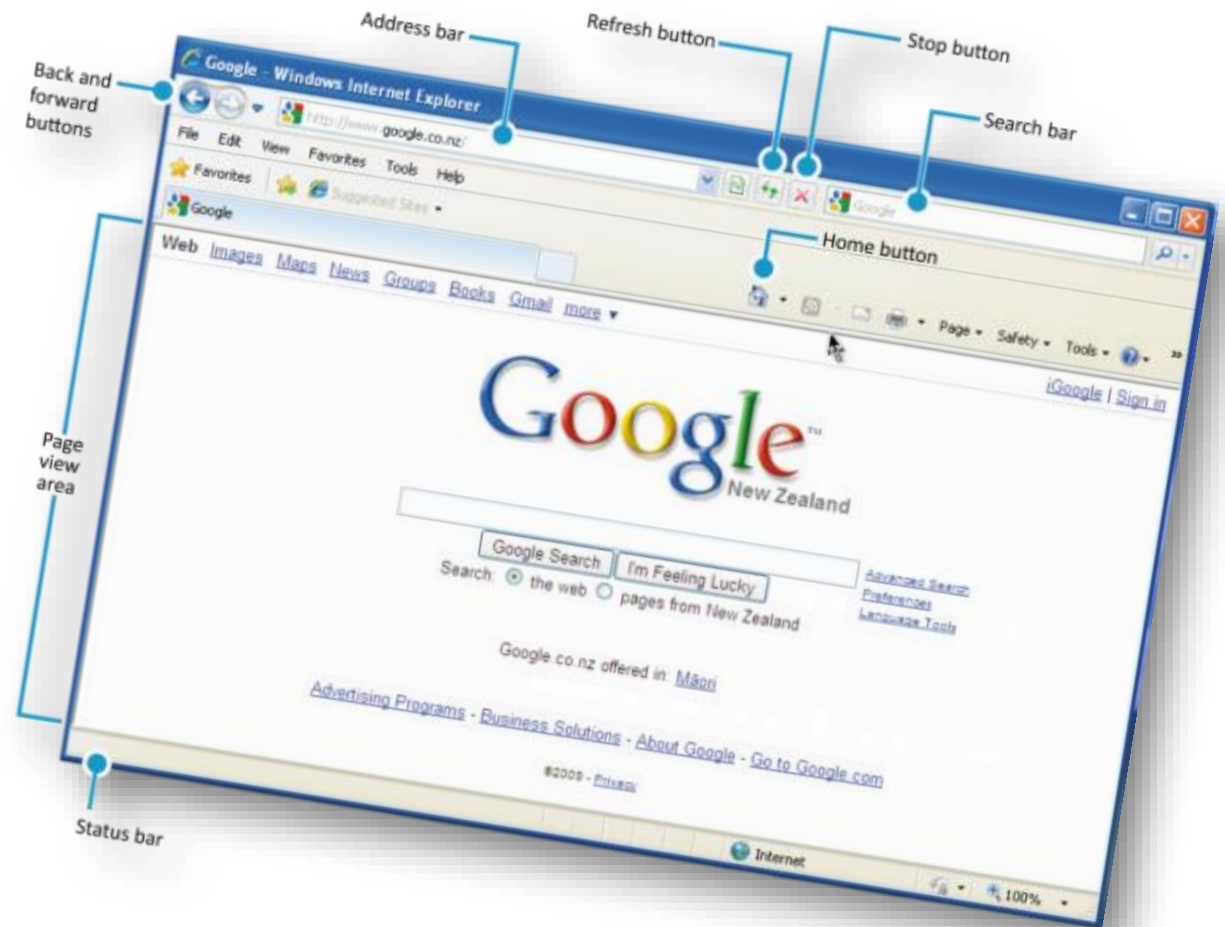 Address bar
Refresh button
Stop button
Back and
forward
buttons
Search bar
Google - Windows Internet Explorer
http://www.google.co.nz/
Google
File Edit View Favorites Tools Help
Favorites Suggested Sites
Google
Home button
Page Safety Tools
Web Images Maps News Groups Books Gmail more
iGoogle | Sign in
Google™
New Zealand
Page
view
area
Google Search I'm Feeling Lucky
Advanced Search
Preferences
Language Tools
Search: the web pages from New Zealand
Google.co.nz offered in: Māori
Advertising Programs - Business Solutions - About Google - Go to Google.com
©2009 - Privacy
Status bar
Internet
100%